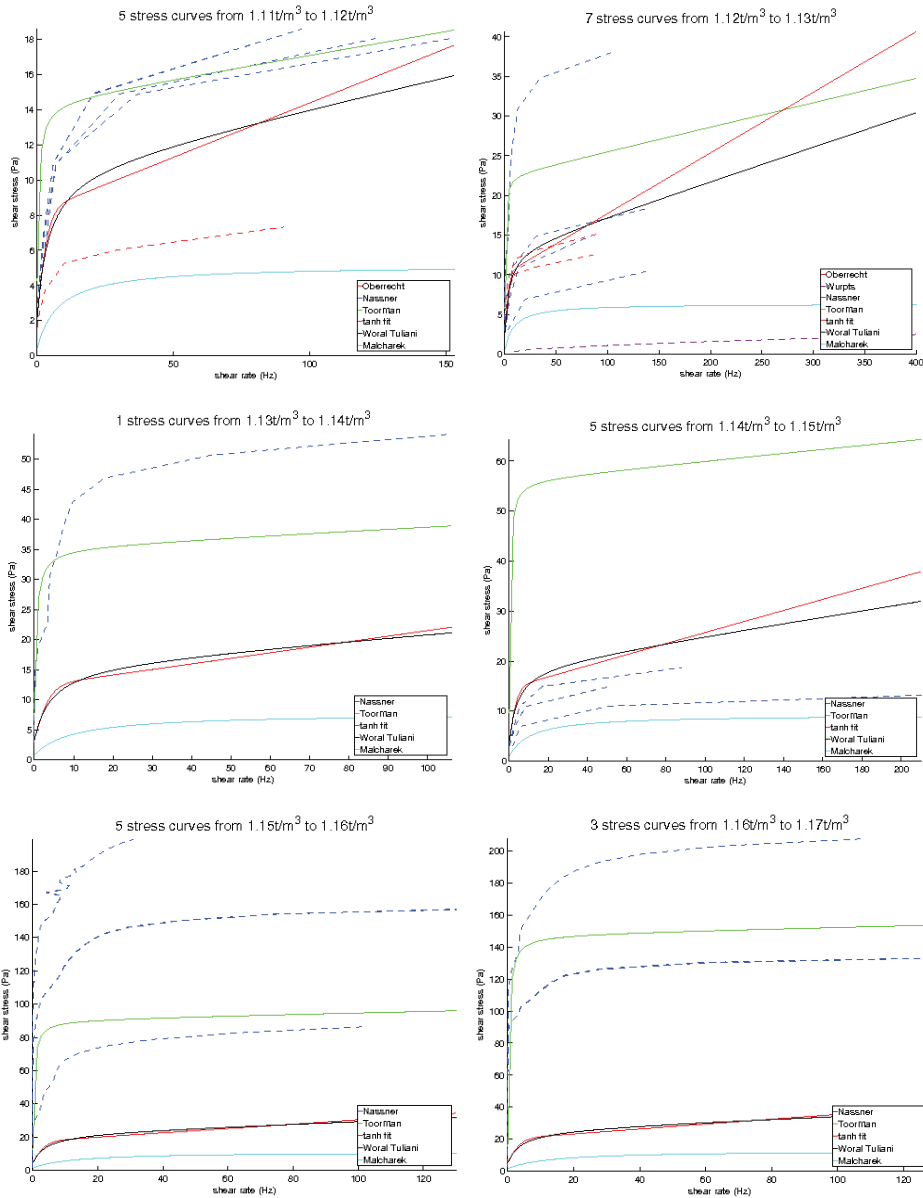 5 stress curves from 1.11t/m³ to 1.12t/m³
18
16
14
12
10
8
6
4
2
0
shear stress (Pa)
50
100
150
shear rate (Hz)
Oberrecht
Nassner
Toorman
tanh fit
Woral Tuliani
Malcharek
7 stress curves from 1.12t/m³ to 1.13t/m³
40
35
30
25
20
15
10
5
0
shear stress (Pa)
0
50
100
150
200
250
300
350
400
shear rate (Hz)
Oberrecht
Wurpts
Nassner
Toorman
tanh fit
Woral Tuliani
Malcharek
1 stress curves from 1.13t/m³ to 1.14t/m³
50
45
40
35
30
25
20
15
10
5
0
shear stress (Pa)
0
20
40
60
80
100
shear rate (Hz)
Nassner
Toorman
tanh fit
Woral Tuliani
Malcharek
5 stress curves from 1.14t/m³ to 1.15t/m³
60
50
40
30
20
10
0
shear stress (Pa)
0
20
40
60
80
100
120
140
160
180
200
shear rate (Hz)
Nassner
Toorman
tanh fit
Woral Tuliani
Malcharek
5 stress curves from 1.15t/m³ to 1.16t/m³
180
160
140
120
100
80
60
40
20
0
shear stress (Pa)
0
20
40
60
80
100
120
shear rate (Hz)
Nassner
Toorman
tanh fit
Woral Tuliani
Malcharek
3 stress curves from 1.16t/m³ to 1.17t/m³
200
180
160
140
120
100
80
60
40
20
0
shear stress (Pa)
0
20
40
60
80
100
120
shear rate (Hz)
Nassner
Toorman
tanh fit
Woral Tuliani
Malcharek